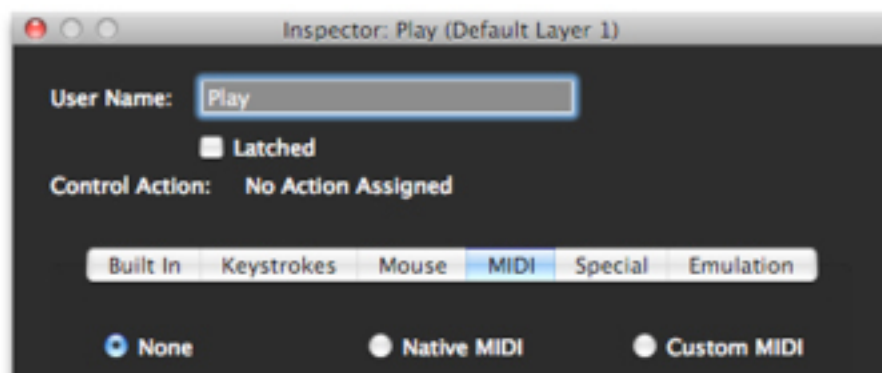 Inspector: Play (Default Layer 1)
User Name: Play
Latched
Control Action: No Action Assigned
Built In Keystrokes Mouse MIDI Special Emulation
None Native MIDI Custom MIDI